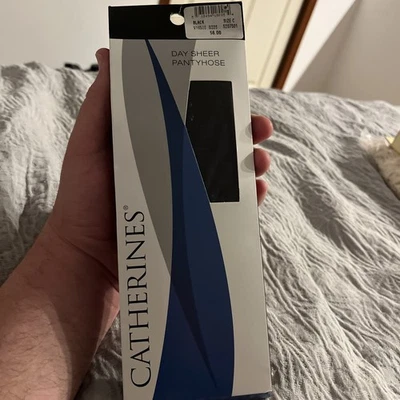 BLACK SIZE C
DAY SHEER
PANTYHOSE
CATHERINES®